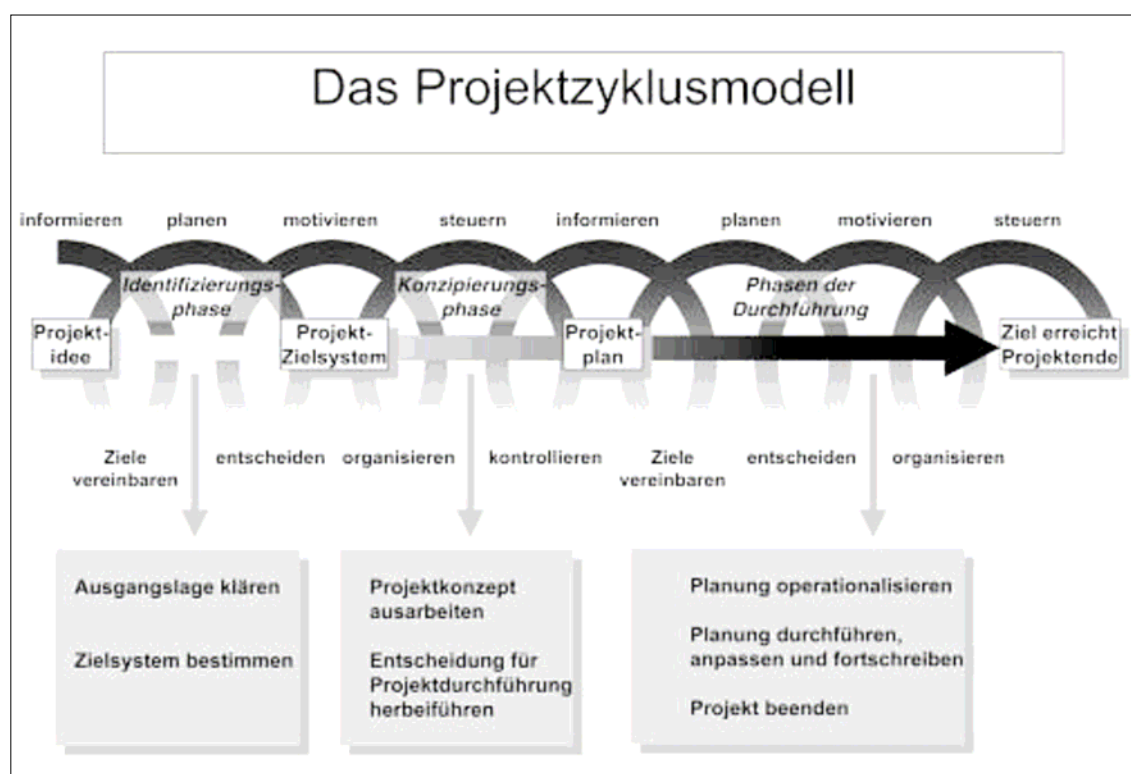 Das Projektzyklusmodell
informieren planen motivieren steuern informieren planen motivieren steuern
Identifizierungs-
phase
Konzipierungs-
phase
Phasen der
Durchführung
Projekt-
idee
Projekt-
Zielsystem
Projekt-
plan
Ziel erreicht
Projektende
Ziele
vereinbaren
entscheiden
organisieren
kontrollieren
Ziele
vereinbaren
entscheiden
organisieren
Ausgangslage klären
Zielsystem bestimmen
Projektkonzept
ausarbeiten
Entscheidung für
Projektdurchführung
herbeiführen
Planung operationalisieren
Planung durchführen,
anpassen und fortschreiben
Projekt beenden